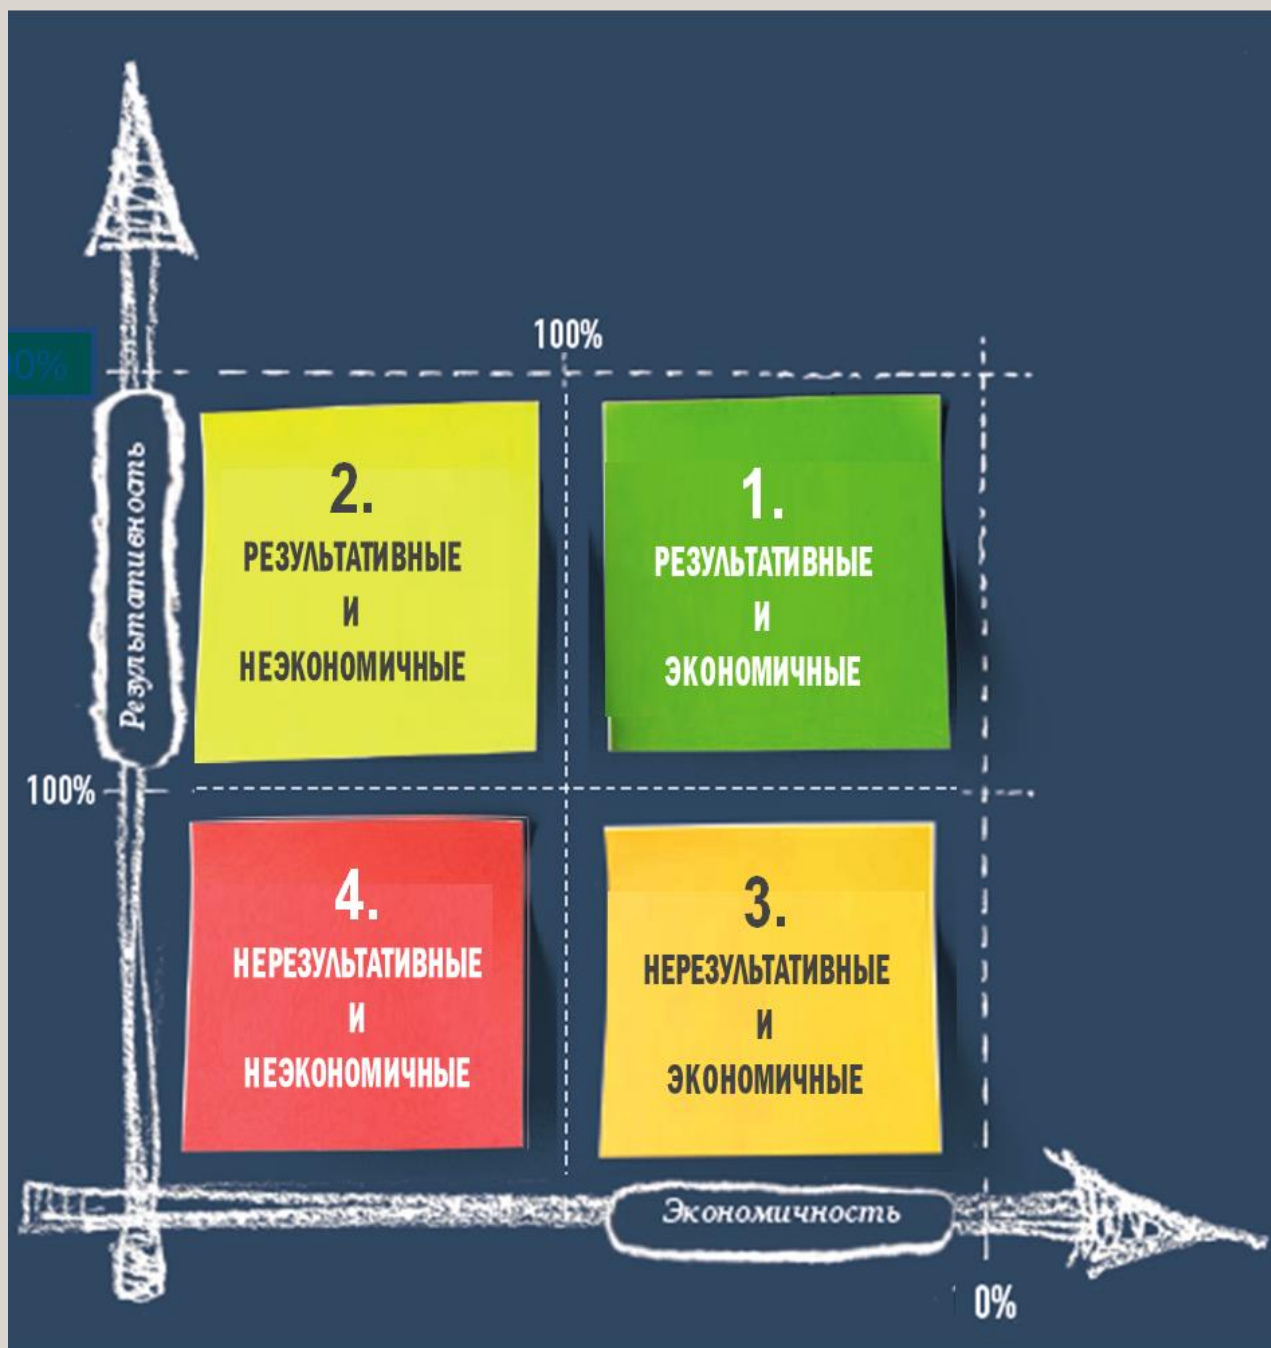 100%
Результативность
2.
РЕЗУЛЬТАТИВНЫЕ
И
НЕЭКОНОМИЧНЫЕ
1.
РЕЗУЛЬТАТИВНЫЕ
И
ЭКОНОМИЧНЫЕ
100%
4.
НЕРЕЗУЛЬТАТИВНЫЕ
И
НЕЭКОНОМИЧНЫЕ
3.
НЕРЕЗУЛЬТАТИВНЫЕ
И
ЭКОНОМИЧНЫЕ
Экономичность
0%